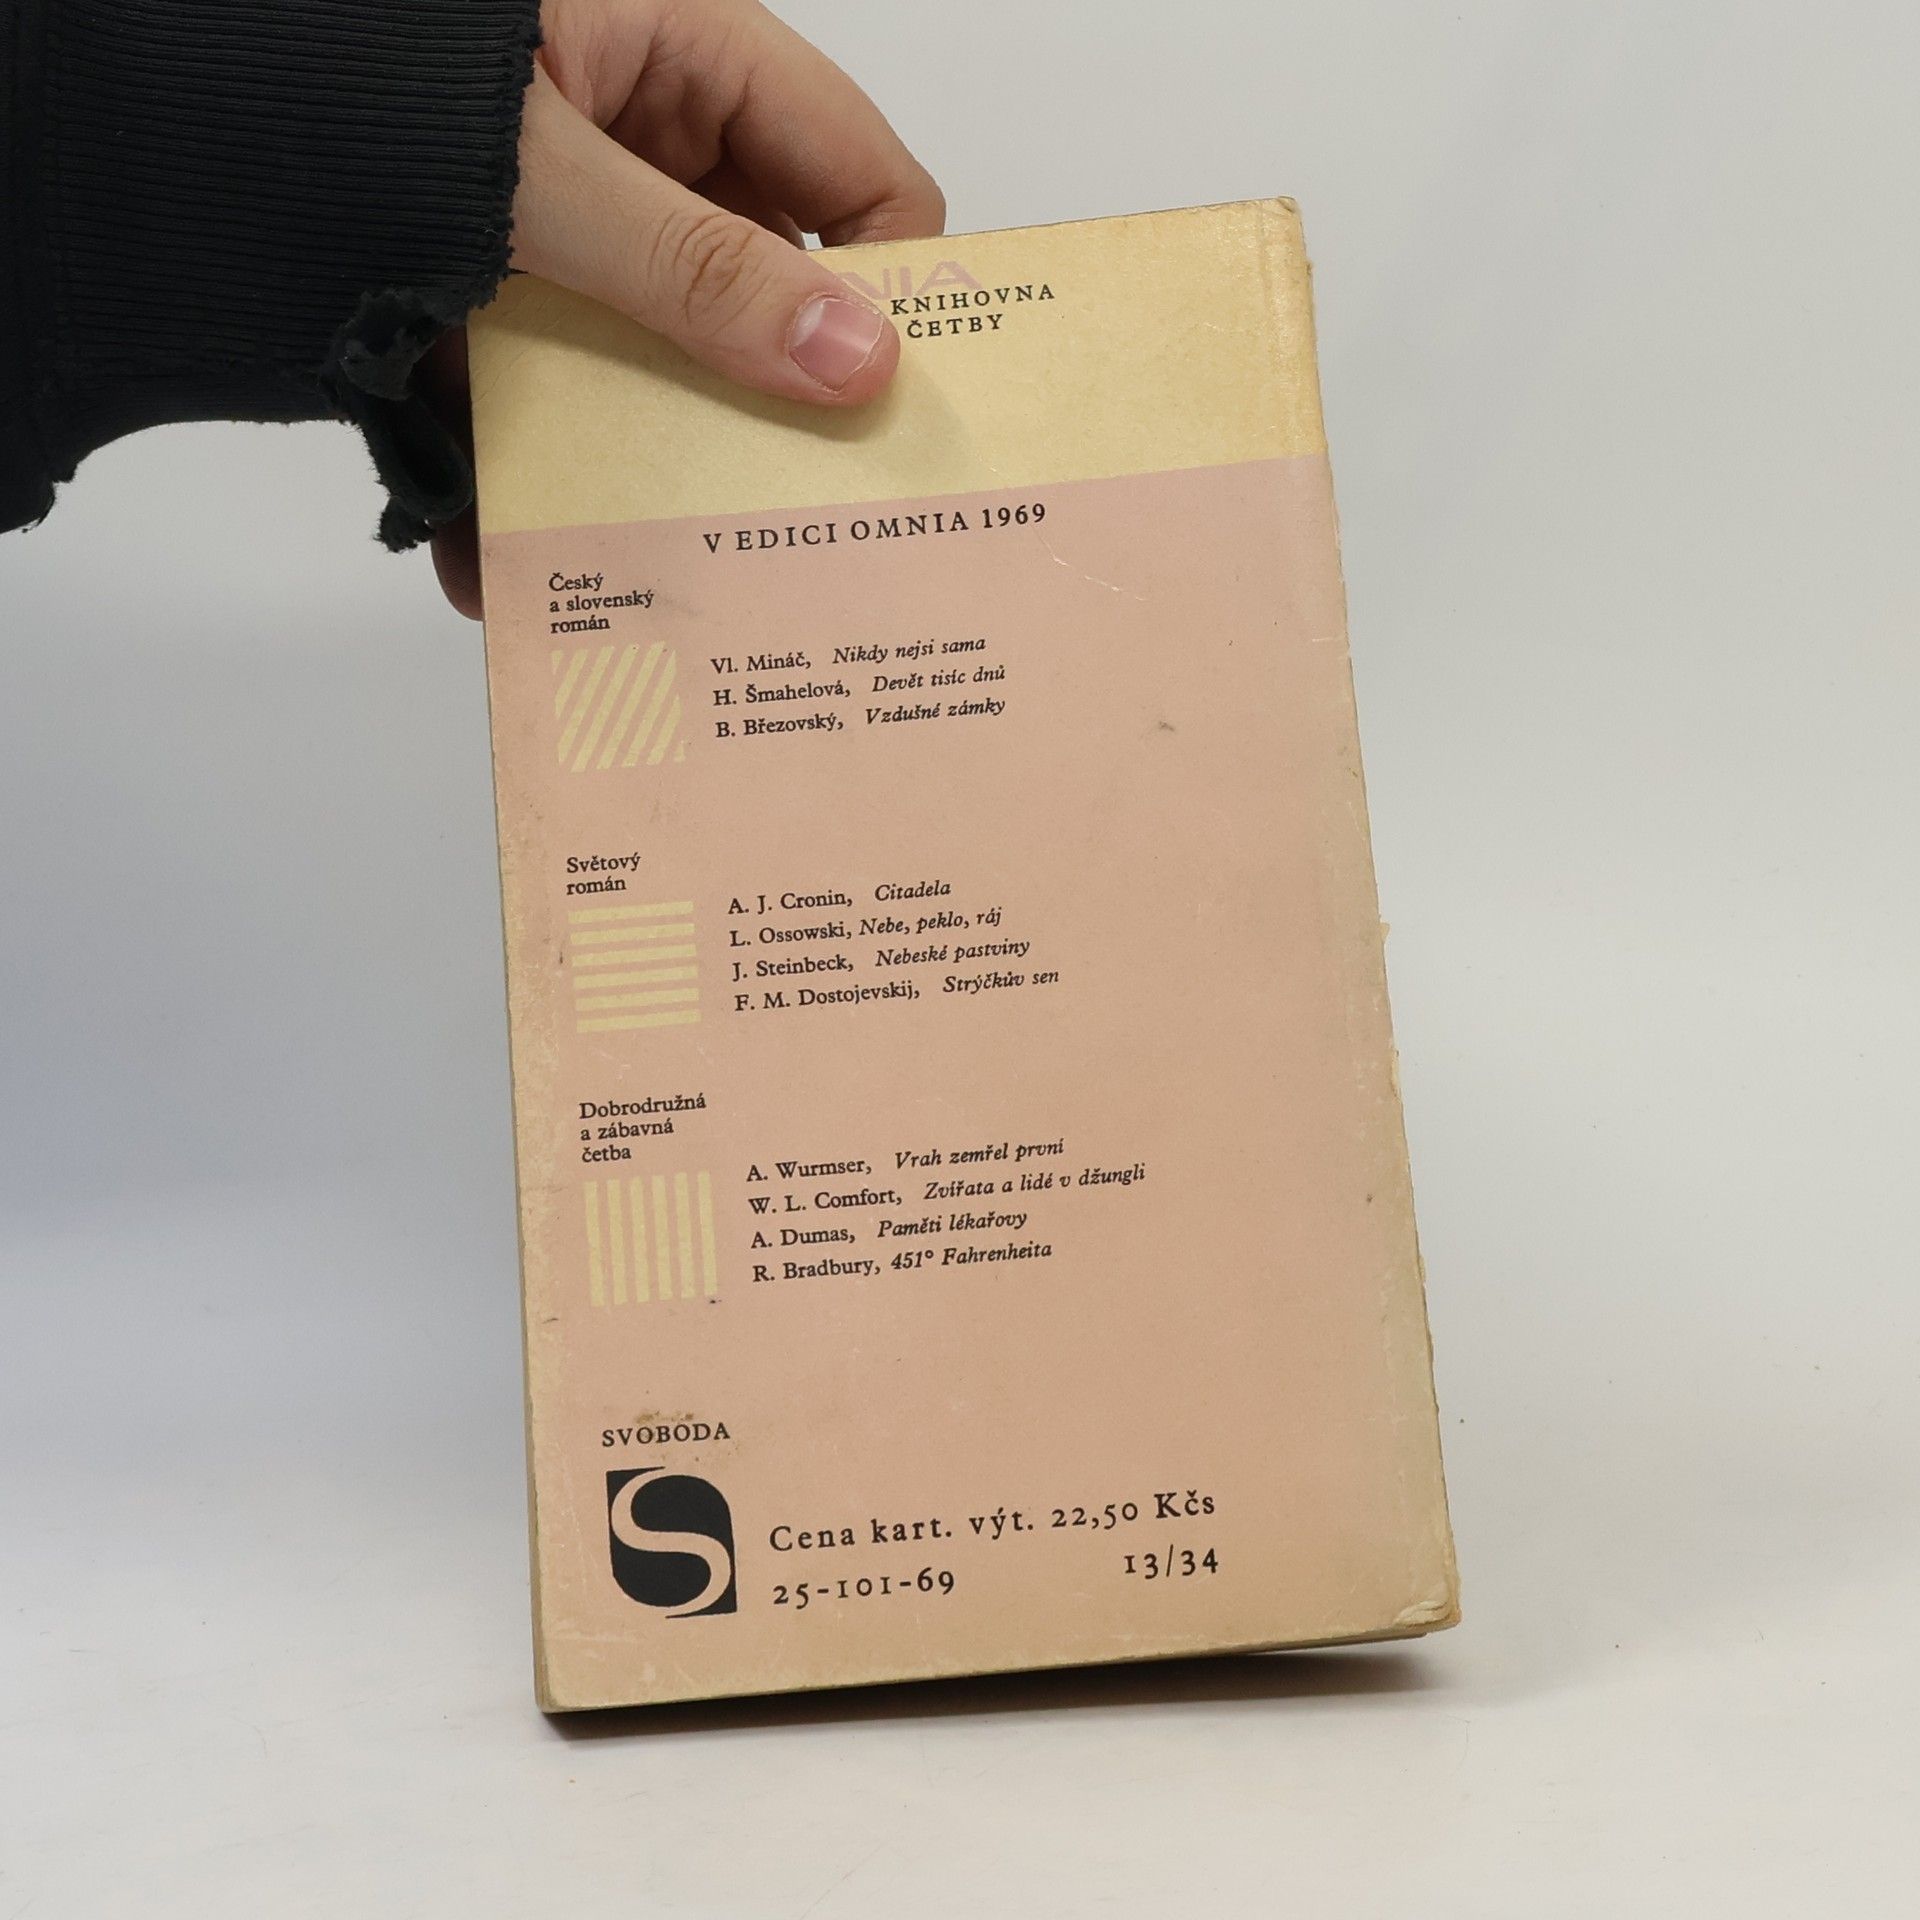 KNIHOVNA
ČETBY
V EDICI OMNIA 1969
Český
a slovenský
román
Vl. Mináč, Nikdy nejsi sama
H. Šmahelová, Devět tisíc dnů
B. Březovský, Vzdušné zámky
Světový
román
A. J. Cronin, Citadela
L. Ossowski, Nebe, peklo, ráj
J. Steinbeck, Nebeské pastviny
F. M. Dostojevskij, Strýčkův sen
Dobrodružná
a zábavná
četba
A. Wurmser, Vrah zemřel první
W. L. Comfort, Zvířata a lidé v džungli
A. Dumas, Paměti lékařovy
R. Bradbury, 451° Fahrenheita
SVOBODA
Cena kart. výt. 22,50 Kčs
25-101-69 13/34